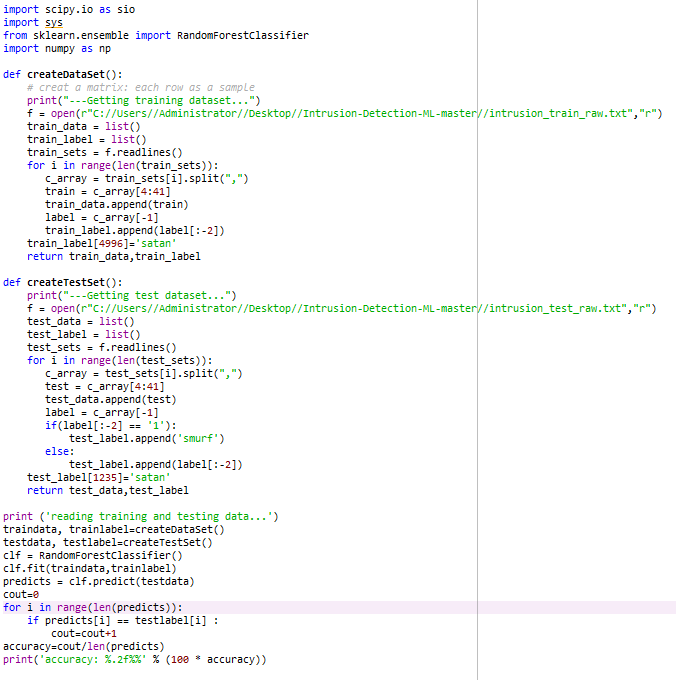 import scipy.io as sio
import sys
from sklearn.ensemble import RandomForestClassifier
import numpy as np
def createDataSet():
    # creat a matrix: each row as a sample
    print("---Getting training dataset...")
    f = open(r"C://Users//Administrator//Desktop//Intrusion-Detection-ML-master//intrusion_train_raw.txt","r")
    train_data = list()
    train_label = list()
    train_sets = f.readlines()
    for i in range(len(train_sets)):
       c_array = train_sets[i].split(",")
       train = c_array[4:41]
       train_data.append(train)
       label = c_array[-1]
       train_label.append(label[:-2])
    train_label[4996]='satan'
    return train_data,train_label
def createTestSet():
    print("---Getting test dataset...")
    f = open(r"C://Users//Administrator//Desktop//Intrusion-Detection-ML-master//intrusion_test_raw.txt","r")
    test_data = list()
    test_label = list()
    test_sets = f.readlines()
    for i in range(len(test_sets)):
       c_array = test_sets[i].split(",")
       test = c_array[4:41]
       test_data.append(test)
       label = c_array[-1]
       if(label[:-2] == '1'):
           test_label.append('smurf')
       else:
           test_label.append(label[:-2])
    test_label[1235]='satan'
    return test_data,test_label
print ('reading training and testing data...')
traindata, trainlabel=createDataSet()
testdata, testlabel=createTestSet()
clf = RandomForestClassifier()
clf.fit(traindata,trainlabel)
predicts = clf.predict(testdata)
cout=0
for i in range(len(predicts)):
    if predicts[i] == testlabel[i] :
        cout=cout+1
accuracy=cout/len(predicts)
print('accuracy: %.2f%%' % (100 * accuracy))